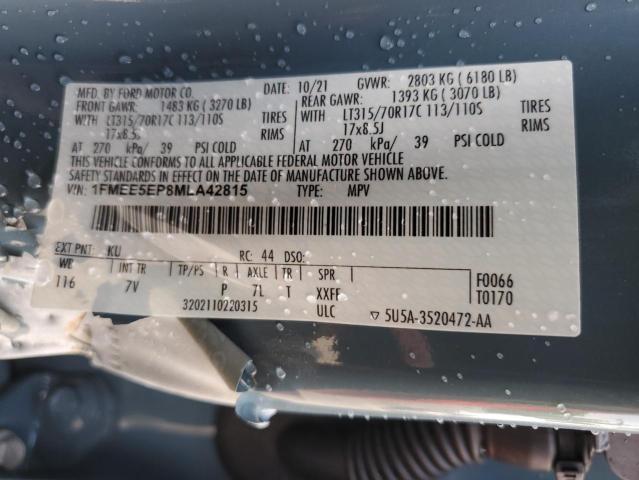 MFD. BY FORD MOTOR CO.
DATE: 10/21 GVWR: 2803 KG ( 6180 LB)
FRONT GAWR: 1483 KG ( 3270 LB)
REAR GAWR: 1393 KG ( 3070 LB)
WITH LT315/70R17C 113/110S TIRES
WITH LT315/70R17C 113/110S TIRES
17x8.5J RIMS
17x8.5J RIMS
AT 270 kPa/ 39 PSI COLD
AT 270 kPa/ 39 PSI COLD
THIS VEHICLE CONFORMS TO ALL APPLICABLE FEDERAL MOTOR VEHICLE
SAFETY STANDARDS IN EFFECT ON THE DATE OF MANUFACTURE SHOWN ABOVE.
VIN: 1FMEE5EP8MLA42815 TYPE: MPV
EXT PNT: KU RC: 44 DSO:
WB INT TR TP/PS R AXLE TR SPR F0066
116 7V P 7L T XXFF T0170
3202110220315 ULC ▽ 5U5A-3520472-AA